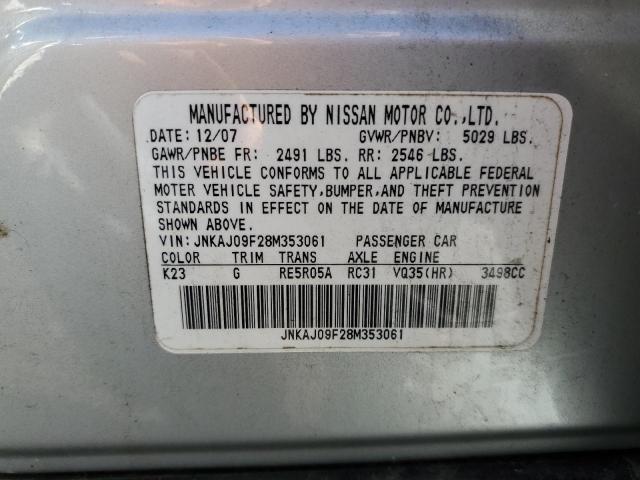 MANUFACTURED BY NISSAN MOTOR CO.,LTD.
DATE: 12/07 GVWR/PNBV: 5029 LBS.
GAWR/PNBE FR: 2491 LBS. RR: 2546 LBS.
THIS VEHICLE CONFORMS TO ALL APPLICABLE FEDERAL
MOTER VEHICLE SAFETY,BUMPER,AND THEFT PREVENTION
STANDARDS IN EFFECT ON THE DATE OF MANUFACTURE
SHOWN ABOVE.
VIN: JNKAJ09F28M353061 PASSENGER CAR
COLOR TRIM TRANS AXLE ENGINE
K23 G RE5R05A RC31 VQ35(HR) 3498CC
JNKAJ09F28M353061